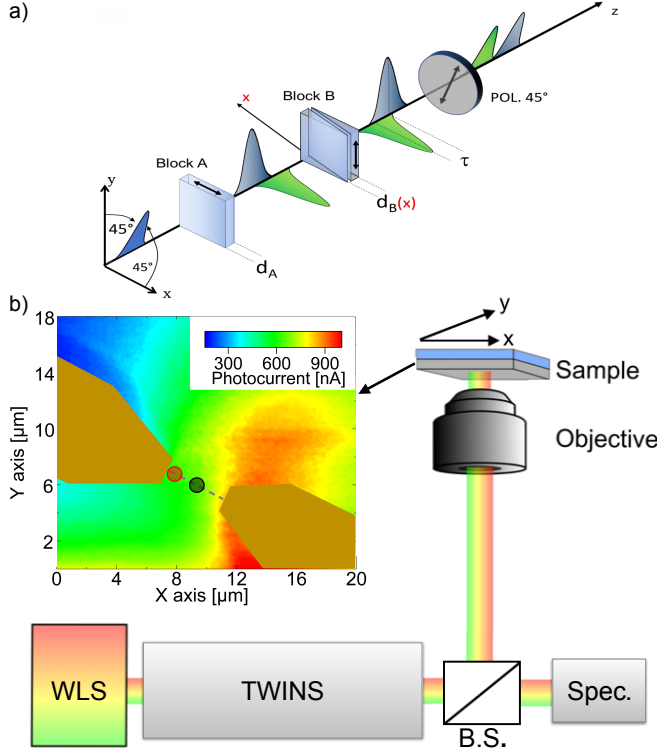 a)
z
Block B
x
POL. 45°
Block A
τ
y
d_B(x)
45°
45°
d_A
x
b)
18
14
10
6
2
Y axis [µm]
300 600 900
Photocurrent [nA]
0 4 8 12 16 20
X axis [µm]
y
x
Sample
Objective
WLS
TWINS
Spec.
B.S.